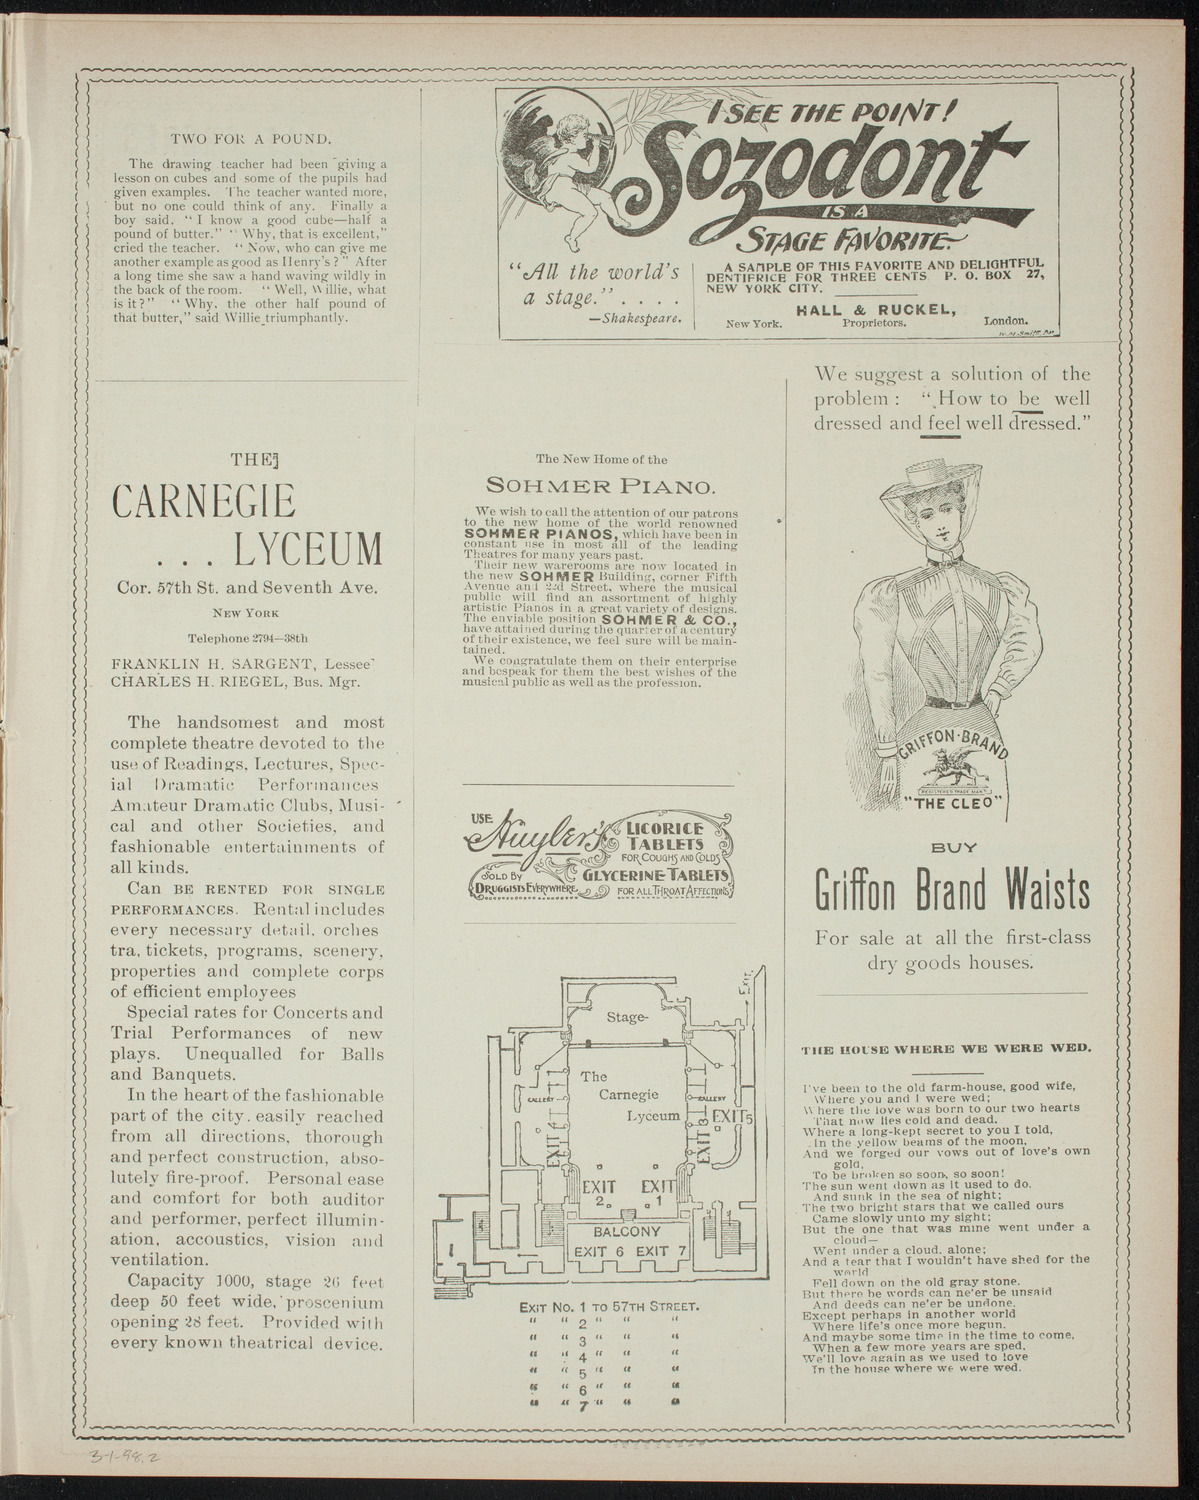 TWO FOR A POUND.
The drawing teacher had been giving a
lesson on cubes and some of the pupils had
given examples. The teacher wanted more,
but no one could think of any. Finally a
boy said, "I know a good cube—half a
pound of butter." "Why, that is excellent,"
cried the teacher. "Now, who can give me
another example as good as Henry's?" After
a long time she saw a hand waving wildly in
the back of the room. "Well, Willie, what
is it?" "Why, the other half pound of
that butter," said Willie triumphantly.
THE
CARNEGIE
... LYCEUM
Cor. 57th St. and Seventh Ave.
NEW YORK
Telephone 2794—38th
FRANKLIN H. SARGENT, Lessee
CHARLES H. RIEGEL, Bus. Mgr.
The handsomest and most
complete theatre devoted to the
use of Readings, Lectures, Spec-
ial Dramatic Performances
Amateur Dramatic Clubs, Musi-
cal and other Societies, and
fashionable entertainments of
all kinds.
Can BE RENTED FOR SINGLE
PERFORMANCES. Rental includes
every necessary detail, orches
tra, tickets, programs, scenery,
properties and complete corps
of efficient employees
Special rates for Concerts and
Trial Performances of new
plays. Unequalled for Balls
and Banquets.
In the heart of the fashionable
part of the city, easily reached
from all directions, thorough
and perfect construction, abso-
lutely fire-proof. Personal ease
and comfort for both auditor
and performer, perfect illumin-
ation, accoustics, vision and
ventilation.
Capacity 1000, stage 26 feet
deep 50 feet wide, proscenium
opening 28 feet. Provided with
every known theatrical device.
I SEE THE POINT!
Sozodont
IS A
STAGE FAVORITE.
"All the world's
a stage." . . . .
—Shakespeare.
A SAMPLE OF THIS FAVORITE AND DELIGHTFUL
DENTIFRICE FOR THREE CENTS P. O. BOX 27,
NEW YORK CITY.
HALL & RUCKEL,
New York. Proprietors. London.
The New Home of the
SOHMER PIANO.
We wish to call the attention of our patrons
to the new home of the world renowned
SOHMER PIANOS, which have been in
constant use in most all of the leading
Theatres for many years past.
Their new warerooms are now located in
the new SOHMER Building, corner Fifth
Avenue and 22d Street, where the musical
public will find an assortment of highly
artistic Pianos in a great variety of designs.
The enviable position SOHMER & CO.,
have attained during the quarter of a century
of their existence, we feel sure will be main-
tained.
We congratulate them on their enterprise
and bespeak for them the best wishes of the
musical public as well as the profession.
USE
Huyler's
LICORICE
TABLETS
FOR COUGHS AND COLDS
GLYCERINE TABLETS
FOR ALL THROAT AFFECTIONS
SOLD BY
DRUGGISTS EVERYWHERE
Stage
EXIT
The
Carnegie
Lyceum
GALLERY
GALLERY
EXIT 5
EXIT 4
EXIT 3
EXIT 2
EXIT 1
BALCONY
EXIT 6 EXIT 7
EXIT NO. 1 TO 57TH STREET.
" " 2 " " "
" " 3 " " "
" " 4 " " "
" " 5 " " "
" " 6 " " "
" " 7 " " "
We suggest a solution of the
problem: "How to be well
dressed and feel well dressed."
GRIFFON·BRAND
REGISTERED TRADE MARK
"THE CLEO"
BUY
Griffon Brand Waists
For sale at all the first-class
dry goods houses.
THE HOUSE WHERE WE WERE WED.
I've been to the old farm-house, good wife,
Where you and I were wed;
Where the love was born to our two hearts
That now lies cold and dead.
Where a long-kept secret to you I told,
In the yellow beams of the moon,
And we forged our vows out of love's own
gold,
To be broken so soon, so soon!
The sun went down as it used to do,
And sunk in the sea of night;
The two bright stars that we called ours
Came slowly unto my sight;
But the one that was mine went under a
cloud—
Went under a cloud, alone;
And a tear that I wouldn't have shed for the
world
Fell down on the old gray stone.
But there be words can ne'er be unsaid
And deeds can ne'er be undone,
Except perhaps in another world
Where life's once more begun.
And maybe some time in the time to come,
When a few more years are sped,
We'll love again as we used to love
In the house where we were wed.
3-1-98.2